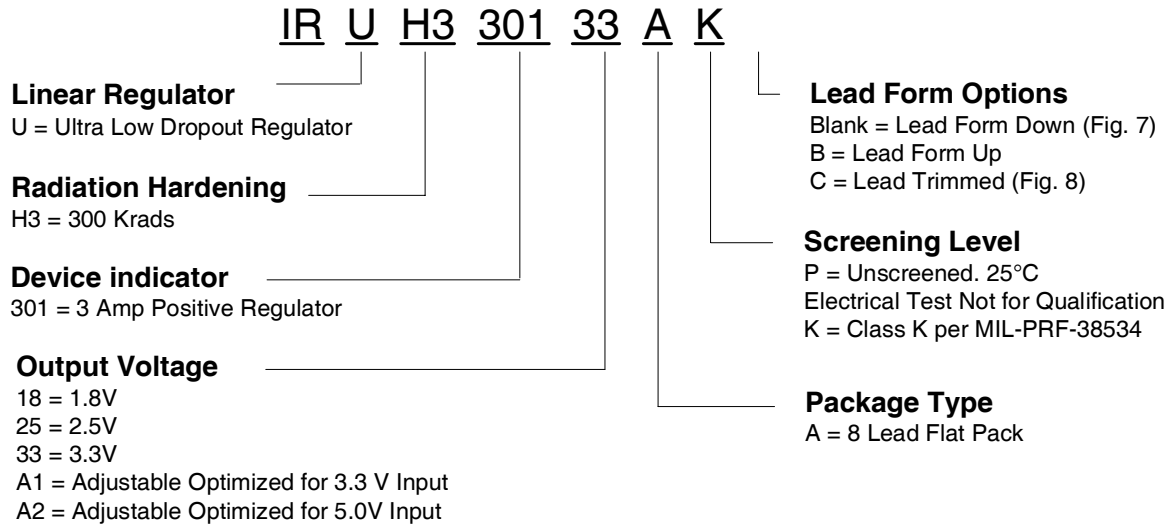 IR U H3 301 33 A K
Linear Regulator
U = Ultra Low Dropout Regulator
Radiation Hardening
H3 = 300 Krads
Device indicator
301 = 3 Amp Positive Regulator
Output Voltage
18 = 1.8V
25 = 2.5V
33 = 3.3V
A1 = Adjustable Optimized for 3.3 V Input
A2 = Adjustable Optimized for 5.0V Input
Lead Form Options
Blank = Lead Form Down (Fig. 7)
B = Lead Form Up
C = Lead Trimmed (Fig. 8)
Screening Level
P = Unscreened. 25°C
Electrical Test Not for Qualification
K = Class K per MIL-PRF-38534
Package Type
A = 8 Lead Flat Pack